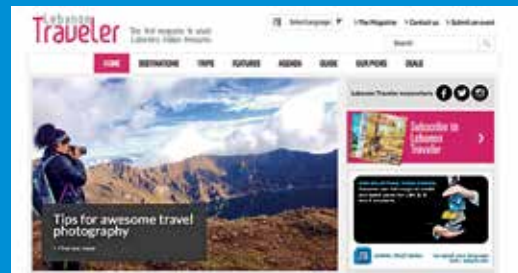 Lebanon
Traveler
The first magazine to reveal
Lebanon's hidden treasures
Select Language
› The Magazine › Contact us › Submit an event
Search
HOME DESTINATIONS TRIPS FEATURES AGENDA GUIDE OUR PICKS DEALS
Lebanon Traveler everywhere
Subscribe to
Lebanon
Traveler
Tips for awesome travel
photography